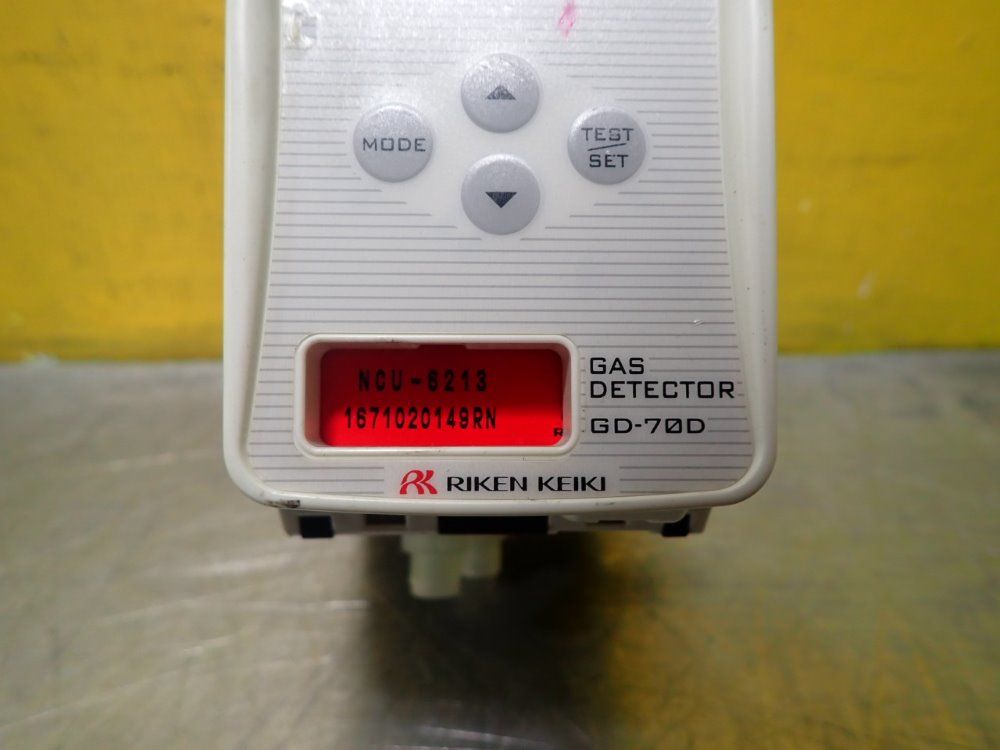 MODE
TEST
SET
NCU-6213
1671020149RN
R
GAS
DETECTOR
GD-70D
RIKEN KEIKI